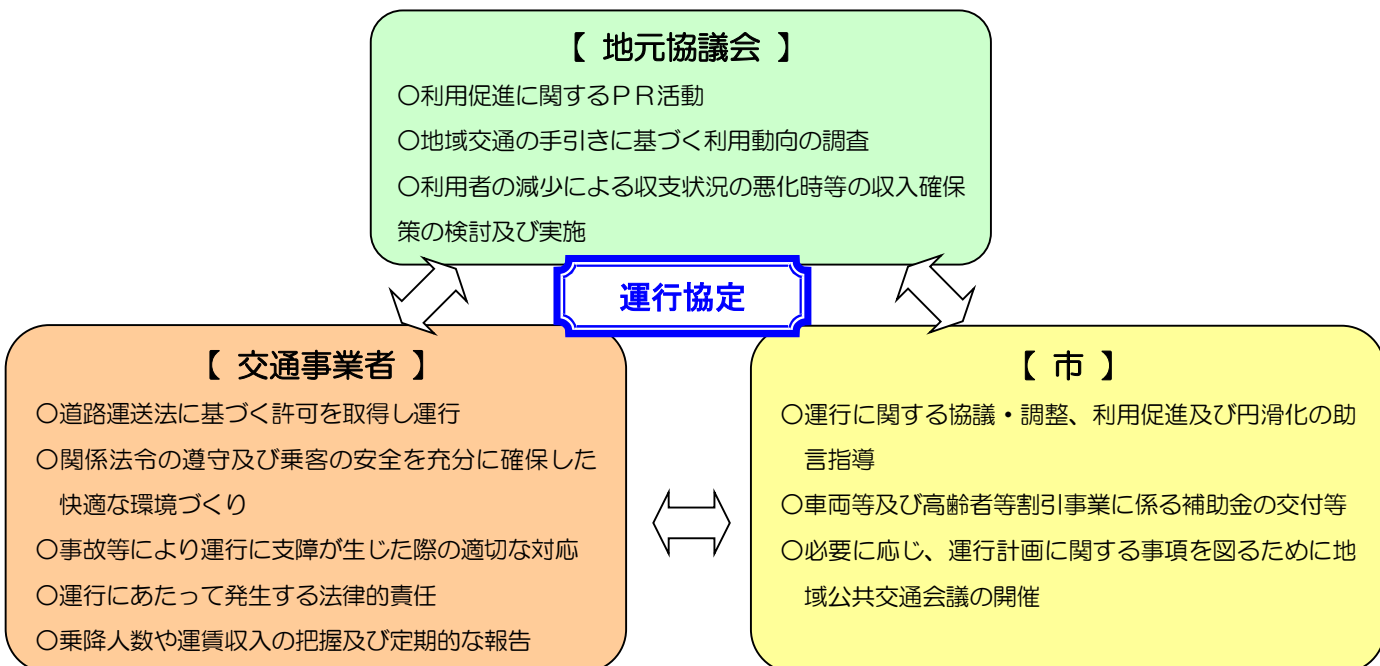 【 地元協議会 】
〇利用促進に関するPR活動
〇地域交通の手引きに基づく利用動向の調査
〇利用者の減少による収支状況の悪化時等の収入確保
策の検討及び実施
運行協定
【 交通事業者 】
〇道路運送法に基づく許可を取得し運行
〇関係法令の遵守及び乗客の安全を充分に確保した
快適な環境づくり
〇事故等により運行に支障が生じた際の適切な対応
〇運行にあたって発生する法律的責任
〇乗降人数や運賃収入の把握及び定期的な報告
【 市 】
〇運行に関する協議・調整、利用促進及び円滑化の助
言指導
〇車両等及び高齢者等割引事業に係る補助金の交付等
〇必要に応じ、運行計画に関する事項を図るために地
域公共交通会議の開催